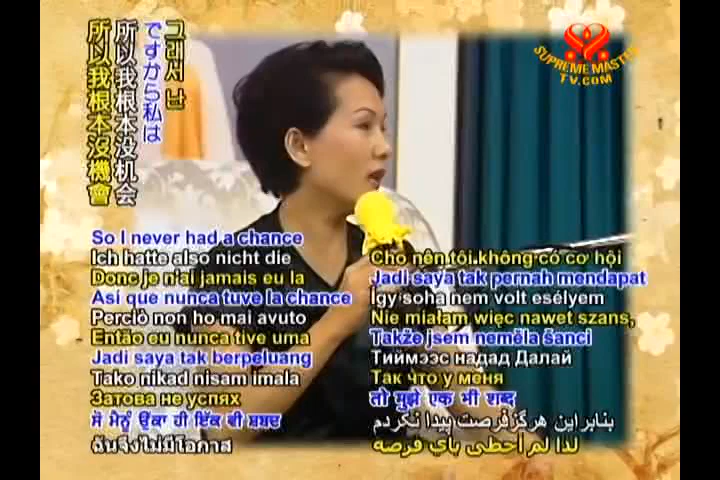 SUPREME MASTER
TV.COM
그래서 난
ですから私は
所以我根本没机会
所以我根本沒機會
So I never had a chance
Ich hatte also nicht die
Donc je n'ai jamais eu la
Así que nunca tuve la chance
Perciò non ho mai avuto
Então eu nunca tive uma
Jadi saya tak berpeluang
Tako nikad nisam imala
Затова не успях
ਸੋ ਮੈਨੂੰ ਉਂਕਾ ਹੀ ਇੱਕ ਵੀ ਸ਼ਬਦ
ฉันจึงไม่มีโอกาส
Cho nên tôi không có cơ hội
Jadi saya tak pernah mendapat
Így soha nem volt esélyem
Nie miałam więc nawet szans,
Takže jsem neměla šanci
Тиймээс надад Далай
Так что у меня
तो मुझे एक भी शब्द
بنابراین هرگز فرصت پیدا نکردم
لذا لم أحظى بأي فرصة